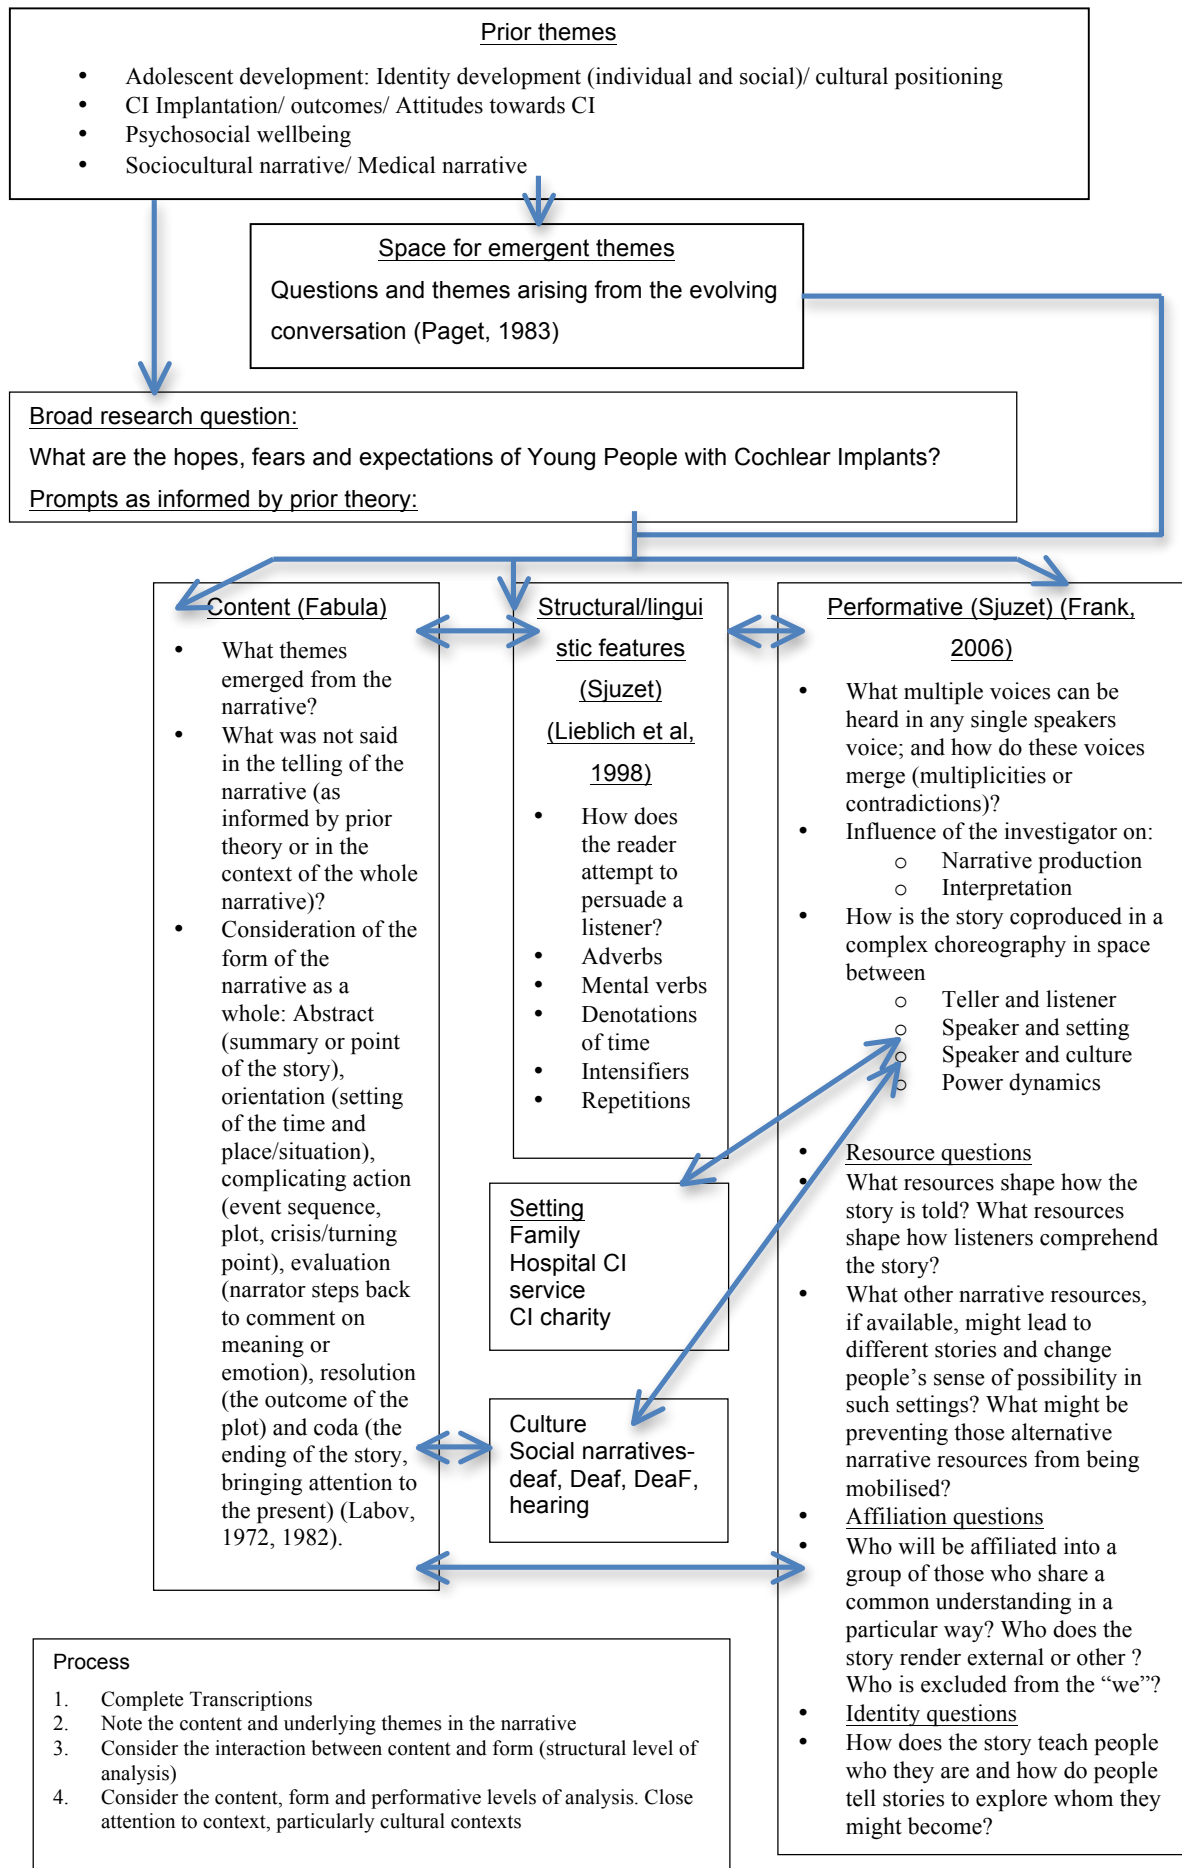 Prior themes
• Adolescent development: Identity development (individual and social)/ cultural positioning
• CI Implantation/ outcomes/ Attitudes towards CI
• Psychosocial wellbeing
• Sociocultural narrative/ Medical narrative
Space for emergent themes
Questions and themes arising from the evolving
conversation (Paget, 1983)
Broad research question:
What are the hopes, fears and expectations of Young People with Cochlear Implants?
Prompts as informed by prior theory:
Content (Fabula)
• What themes
emerged from the
narrative?
• What was not said
in the telling of the
narrative (as
informed by prior
theory or in the
context of the whole
narrative)?
• Consideration of the
form of the
narrative as a
whole: Abstract
(summary or point
of the story),
orientation (setting
of the time and
place/situation),
complicating action
(event sequence,
plot, crisis/turning
point), evaluation
(narrator steps back
to comment on
meaning or
emotion), resolution
(the outcome of the
plot) and coda (the
ending of the story,
bringing attention to
the present) (Labov,
1972, 1982).
Structural/lingui
stic features
(Sjuzet)
(Lieblich et al,
1998)
• How does
the reader
attempt to
persuade a
listener?
• Adverbs
• Mental verbs
• Denotations
of time
• Intensifiers
• Repetitions
Setting
Family
Hospital CI
service
CI charity
Culture
Social narratives-
deaf, Deaf, DeaF,
hearing
Performative (Sjuzet) (Frank,
2006)
• What multiple voices can be
heard in any single speakers
voice; and how do these voices
merge (multiplicities or
contradictions)?
• Influence of the investigator on:
o Narrative production
o Interpretation
• How is the story coproduced in a
complex choreography in space
between
o Teller and listener
o Speaker and setting
o Speaker and culture
o Power dynamics
• Resource questions
• What resources shape how the
story is told? What resources
shape how listeners comprehend
the story?
• What other narrative resources,
if available, might lead to
different stories and change
people’s sense of possibility in
such settings? What might be
preventing those alternative
narrative resources from being
mobilised?
• Affiliation questions
• Who will be affiliated into a
group of those who share a
common understanding in a
particular way? Who does the
story render external or other ?
Who is excluded from the “we”?
• Identity questions
• How does the story teach people
who they are and how do people
tell stories to explore whom they
might become?
Process
1. Complete Transcriptions
2. Note the content and underlying themes in the narrative
3. Consider the interaction between content and form (structural level of
analysis)
4. Consider the content, form and performative levels of analysis. Close
attention to context, particularly cultural contexts